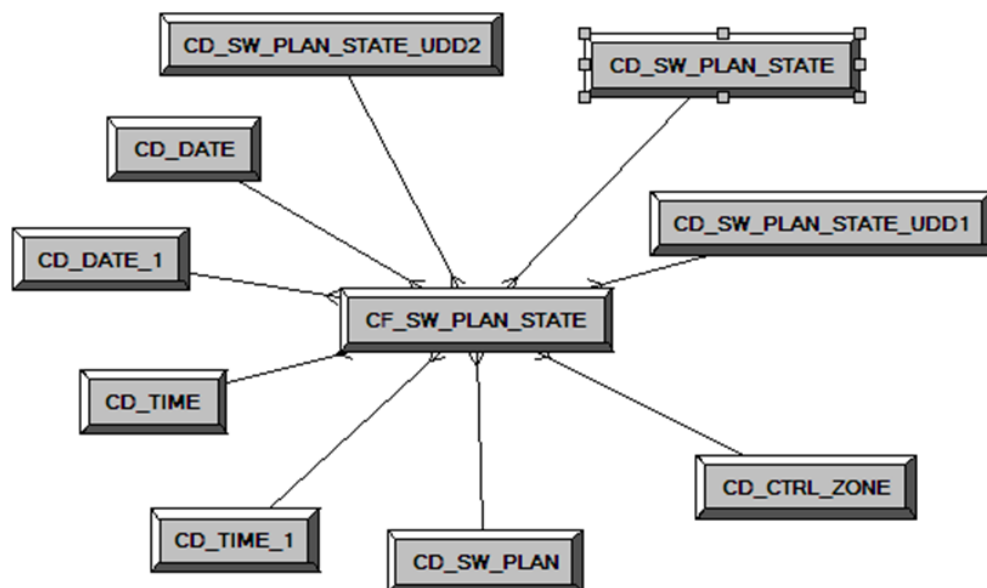 CD_SW_PLAN_STATE_UDD2
CD_SW_PLAN_STATE
CD_DATE
CD_SW_PLAN_STATE_UDD1
CD_DATE_1
CF_SW_PLAN_STATE
CD_TIME
CD_CTRL_ZONE
CD_TIME_1
CD_SW_PLAN